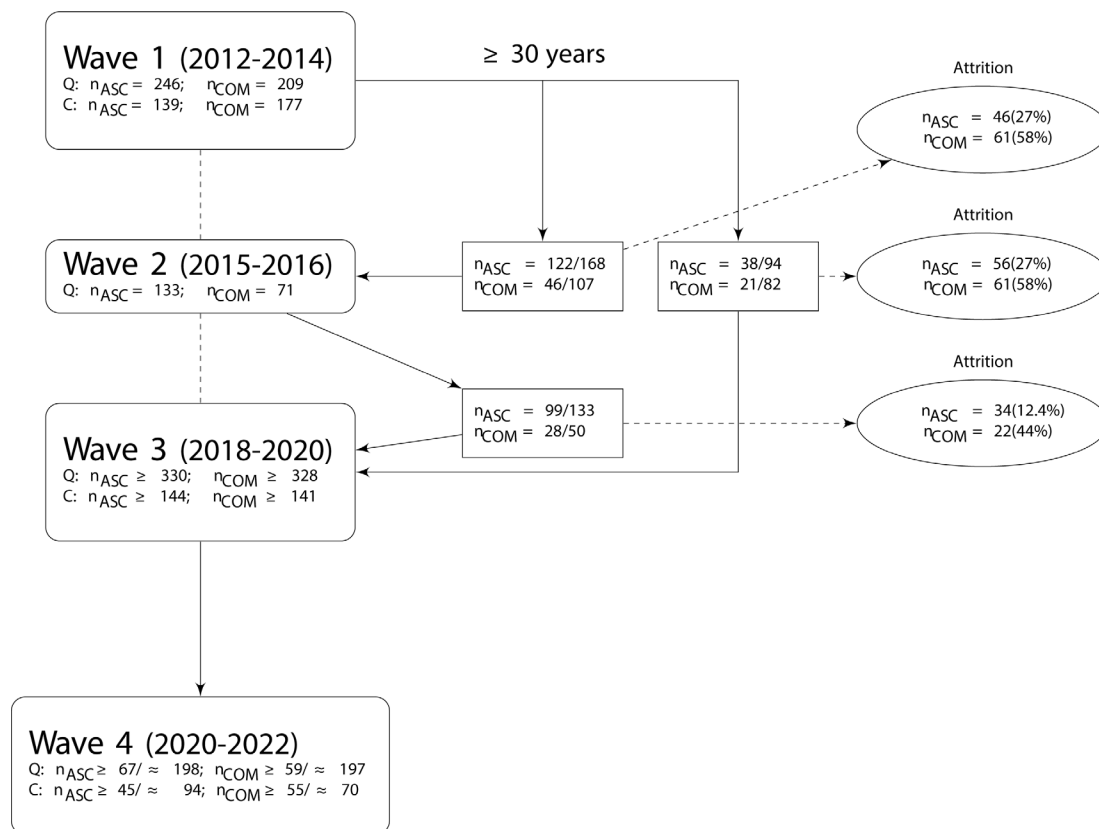 Wave 1 (2012-2014)
Q: nASC = 246; nCOM = 209
C: nASC = 139; nCOM = 177
≥ 30 years
Attrition
nASC = 46(27%)
nCOM = 61(58%)
Wave 2 (2015-2016)
Q: nASC = 133; nCOM = 71
nASC = 122/168
nCOM = 46/107
nASC = 38/94
nCOM = 21/82
Attrition
nASC = 56(27%)
nCOM = 61(58%)
nASC = 99/133
nCOM = 28/50
Attrition
nASC = 34(12.4%)
nCOM = 22(44%)
Wave 3 (2018-2020)
Q: nASC ≥ 330; nCOM ≥ 328
C: nASC ≥ 144; nCOM ≥ 141
Wave 4 (2020-2022)
Q: nASC ≥ 67/ ≈ 198; nCOM ≥ 59/ ≈ 197
C: nASC ≥ 45/ ≈ 94; nCOM ≥ 55/ ≈ 70